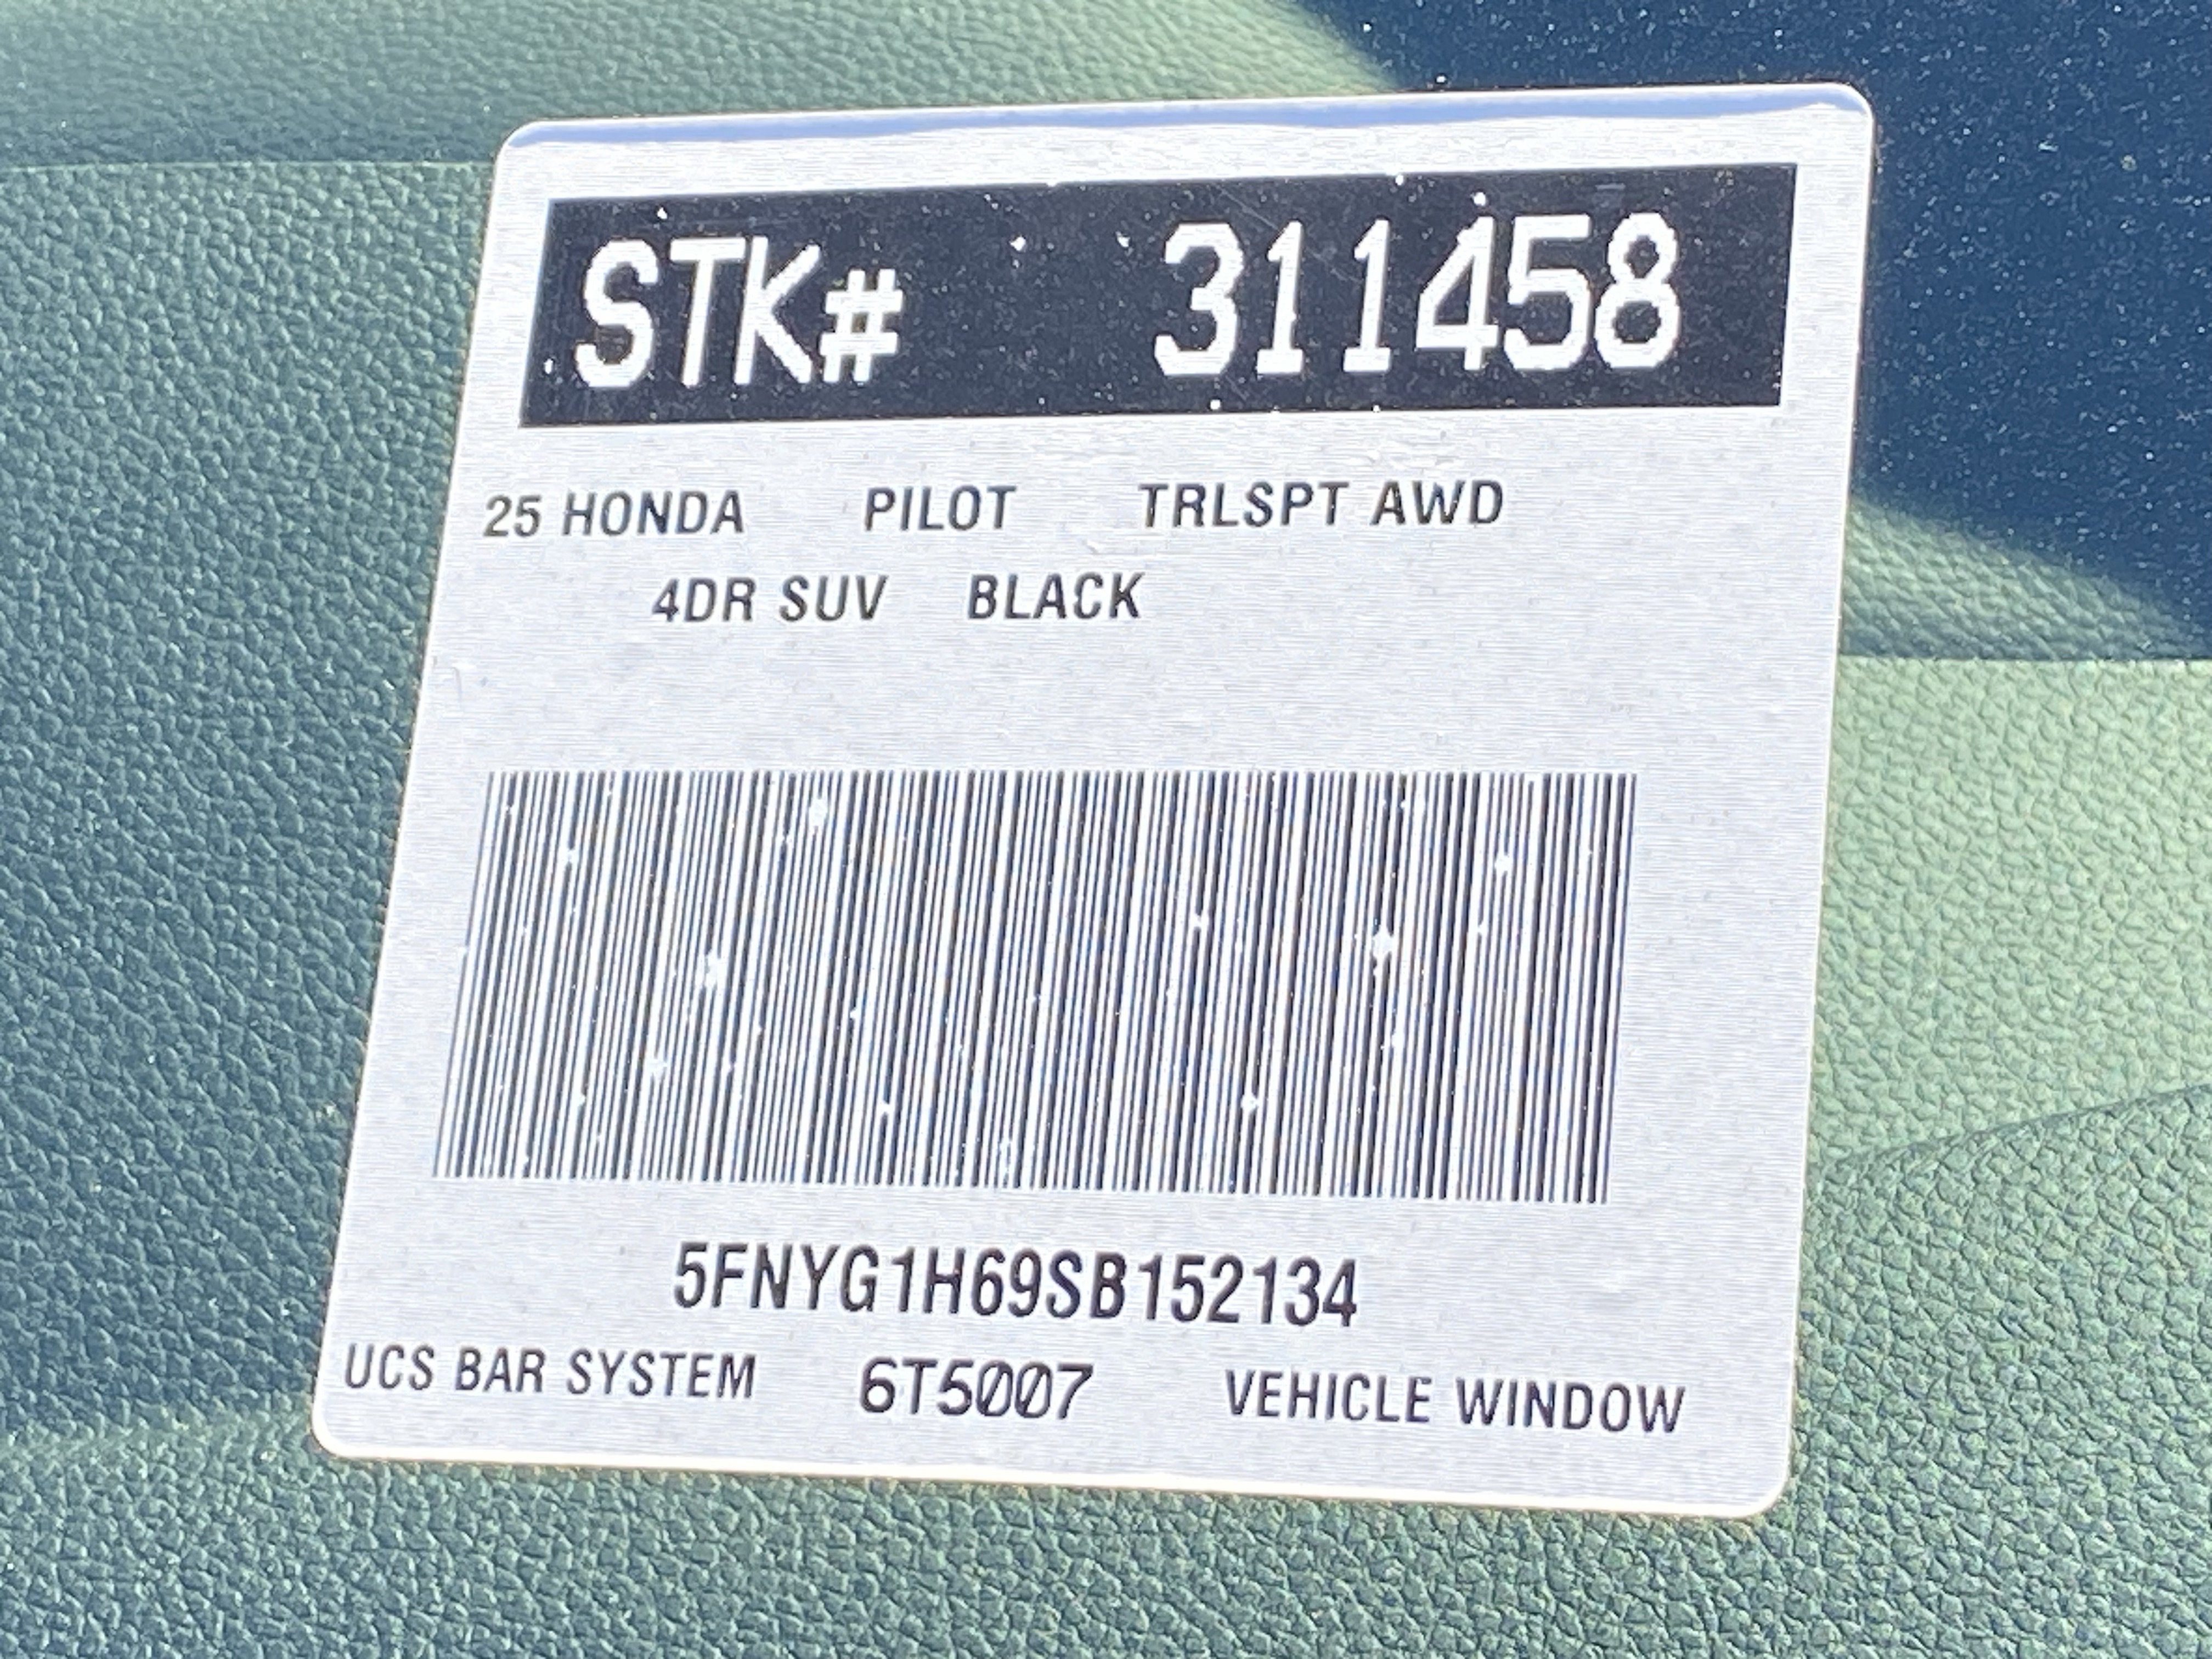 STK# 311458
25 HONDA PILOT TRLSPT AWD
4DR SUV BLACK
5FNYG1H69SB152134
UCS BAR SYSTEM 6T5007 VEHICLE WINDOW